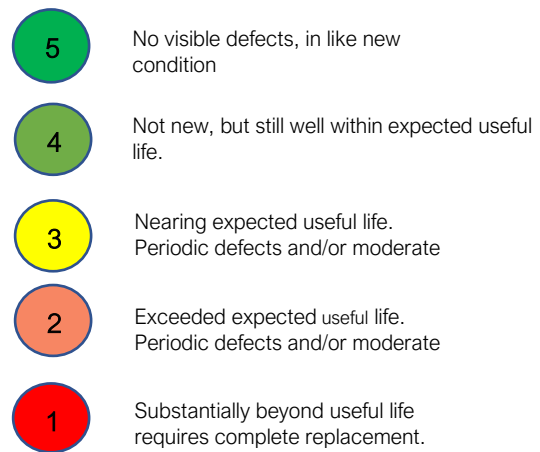 5
No visible defects, in like new
condition
4
Not new, but still well within expected useful
life.
3
Nearing expected useful life.
Periodic defects and/or moderate
2
Exceeded expected useful life.
Periodic defects and/or moderate
1
Substantially beyond useful life
requires complete replacement.